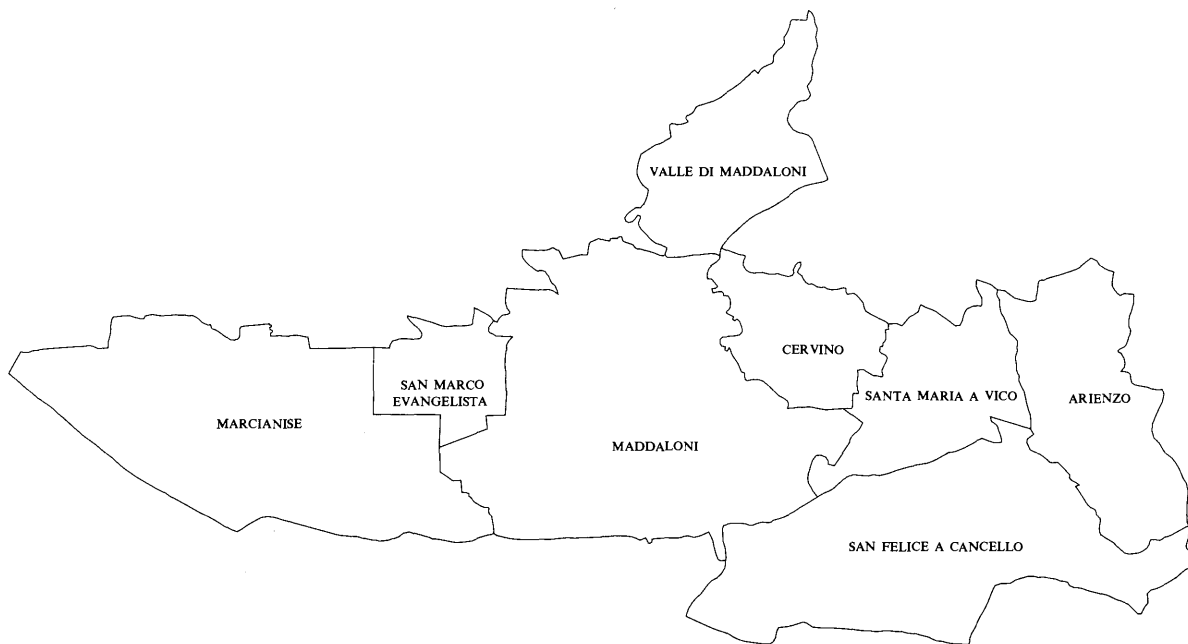 VALLE DI MADDALONI
CERVINO
SAN MARCO
EVANGELISTA
SANTA MARIA A VICO
ARIENZO
MARCIANISE
MADDALONI
SAN FELICE A CANCELLO